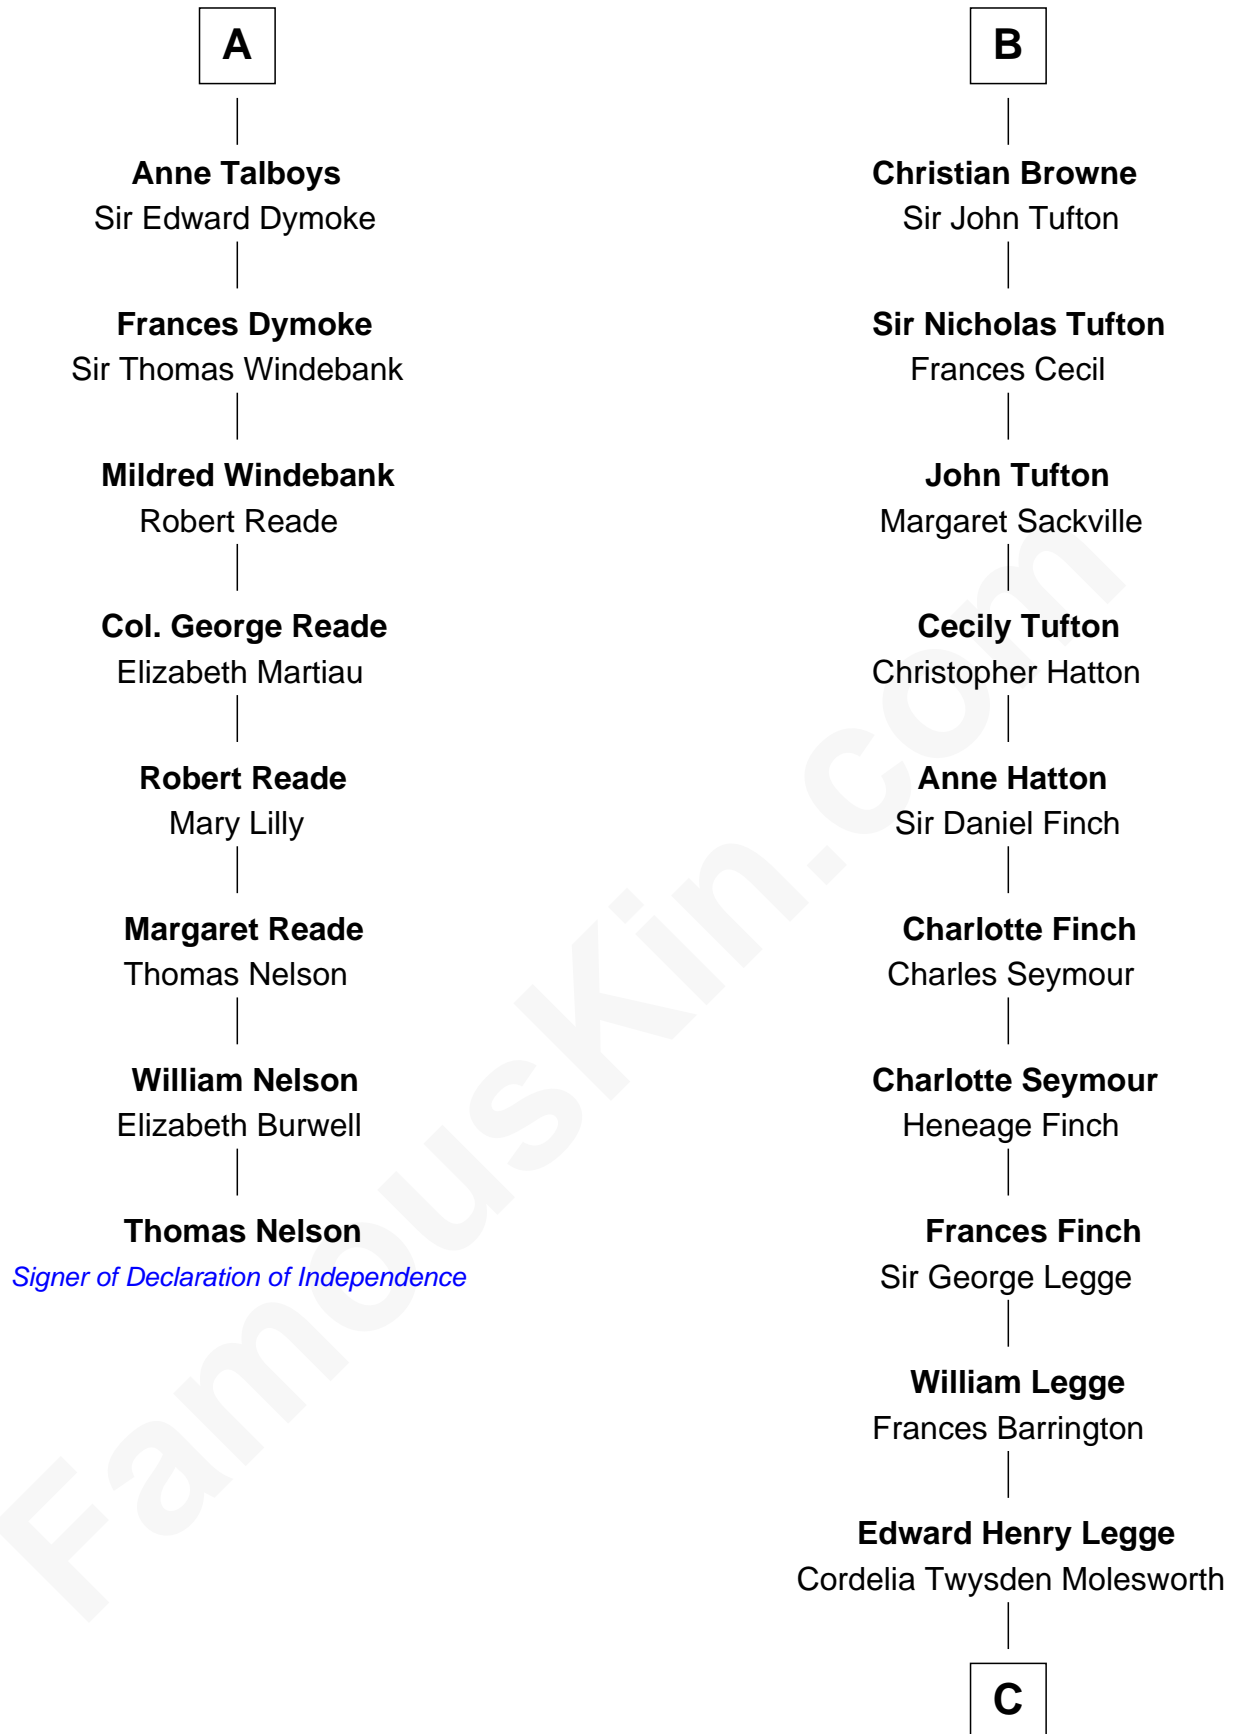 A
Anne Talboys
Sir Edward Dymoke
Frances Dymoke
Sir Thomas Windebank
Mildred Windebank
Robert Reade
Col. George Reade
Elizabeth Martiau
Robert Reade
Mary Lilly
Margaret Reade
Thomas Nelson
William Nelson
Elizabeth Burwell
Thomas Nelson
Signer of Declaration of Independence
B
Christian Browne
Sir John Tufton
Sir Nicholas Tufton
Frances Cecil
John Tufton
Margaret Sackville
Cecily Tufton
Christopher Hatton
Anne Hatton
Sir Daniel Finch
Charlotte Finch
Charles Seymour
Charlotte Seymour
Heneage Finch
Frances Finch
Sir George Legge
William Legge
Frances Barrington
Edward Henry Legge
Cordelia Twysden Molesworth
C
FamousKin.com